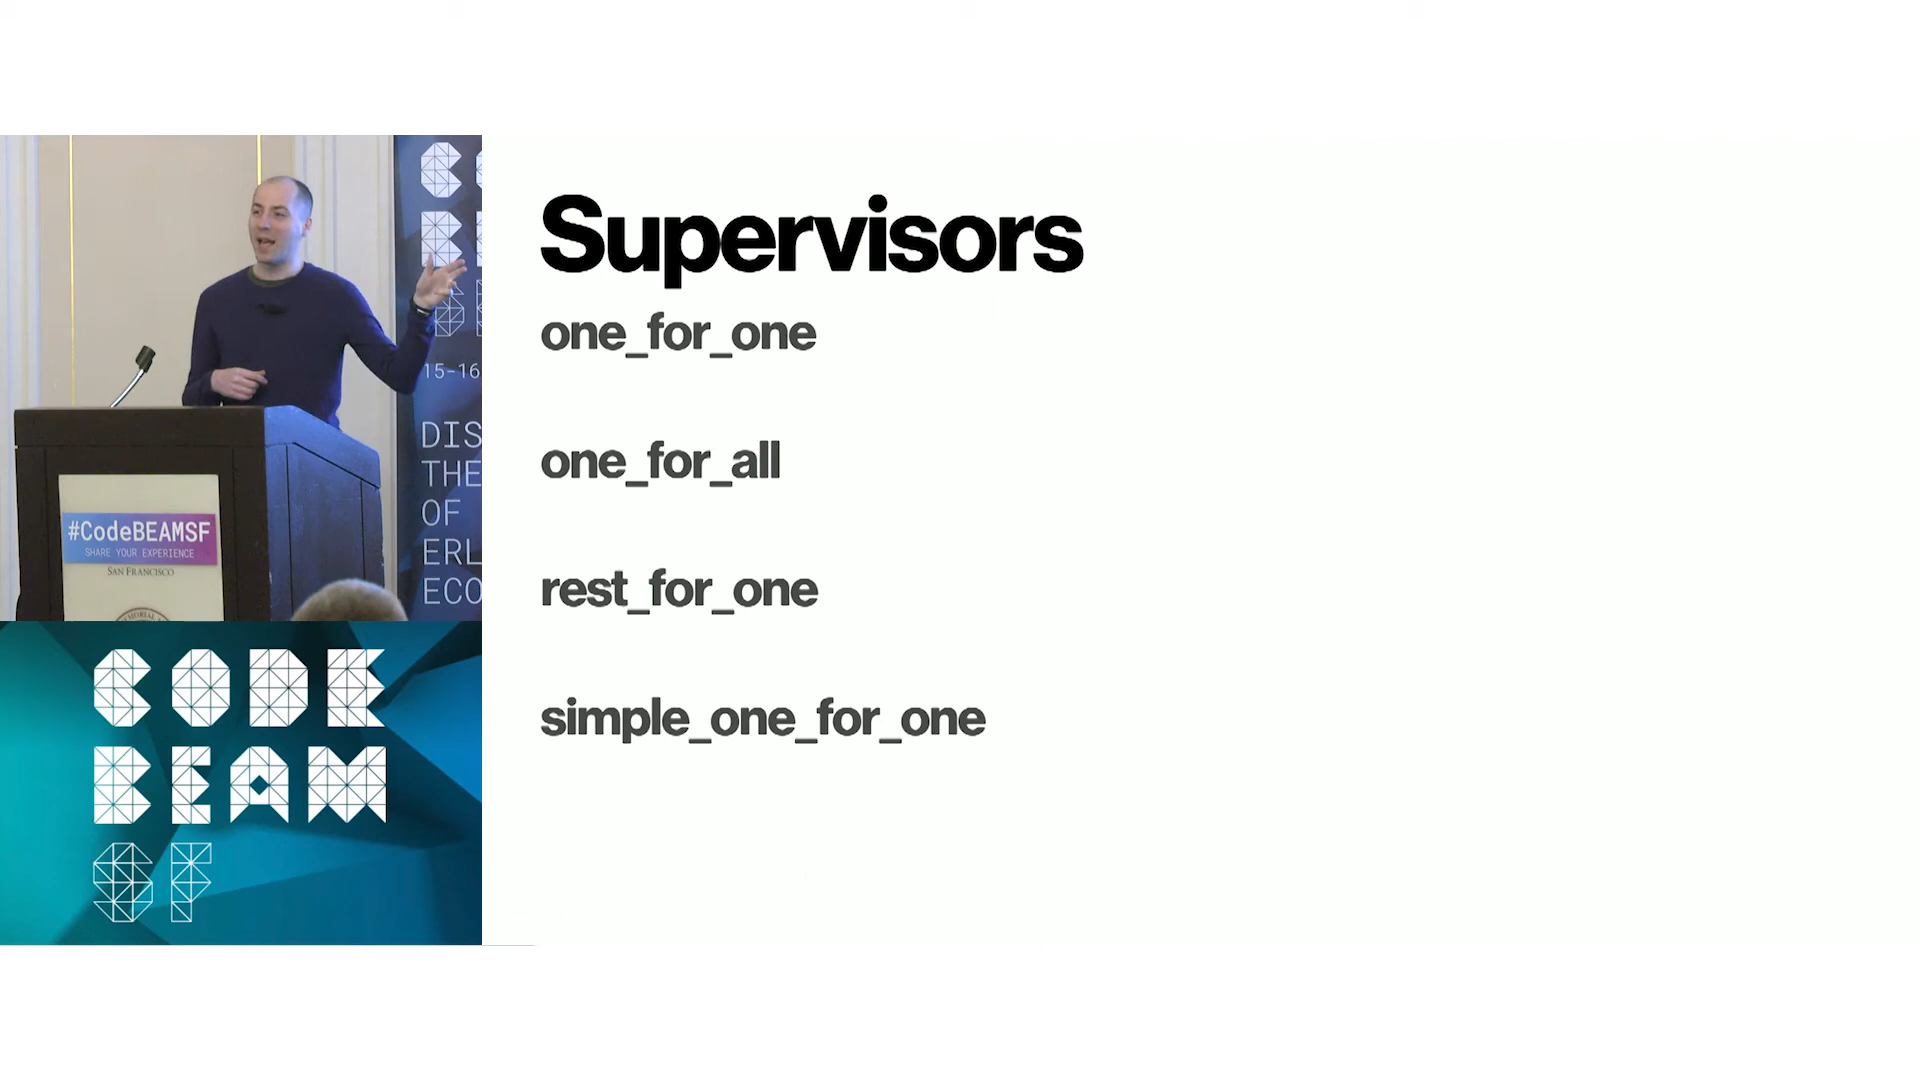 15-16
DIS
THE
OF
ERL
ECO
#CodeBEAMSF
SHARE YOUR EXPERIENCE
SAN FRANCISCO
CODE
BEAM
SF
Supervisors
one_for_one
one_for_all
rest_for_one
simple_one_for_one